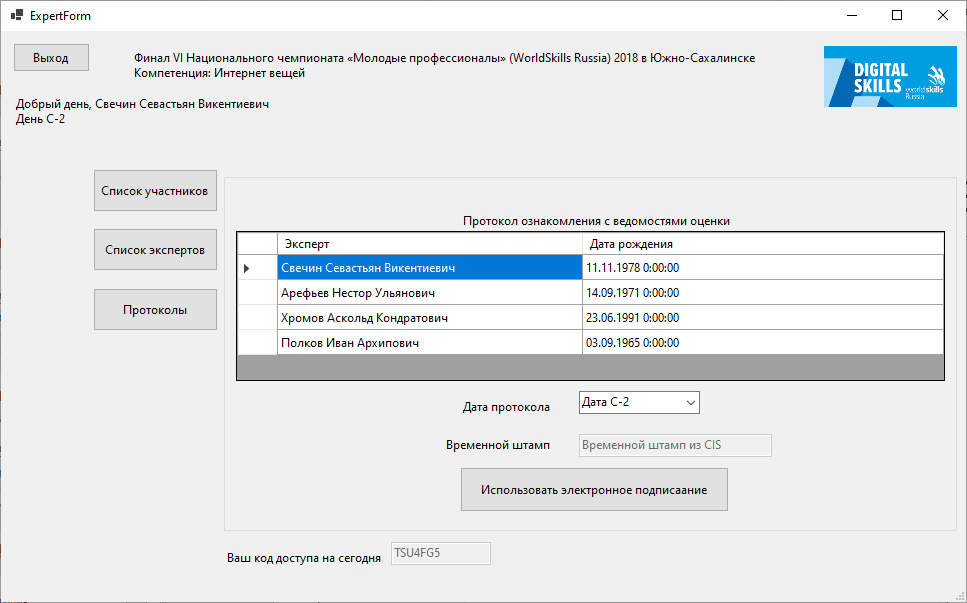 ExpertForm
Выход
Финал VI Национального чемпионата «Молодые профессионалы» (WorldSkills Russia) 2018 в Южно-Сахалинске
Компетенция: Интернет вещей
DIGITAL
SKILLS
worldskills
Russia
Добрый день, Свечин Севастьян Викентиевич
День С-2
Список участников
Список экспертов
Протоколы
Протокол ознакомления с ведомостями оценки
Эксперт Дата рождения
Свечин Севастьян Викентиевич 11.11.1978 0:00:00
Арефьев Нестор Ульянович 14.09.1971 0:00:00
Хромов Аскольд Кондратович 23.06.1991 0:00:00
Полков Иван Архипович 03.09.1965 0:00:00
Дата протокола Дата С-2
Временной штамп Временной штамп из CIS
Использовать электронное подписаание
Ваш код доступа на сегодня TSU4FG5